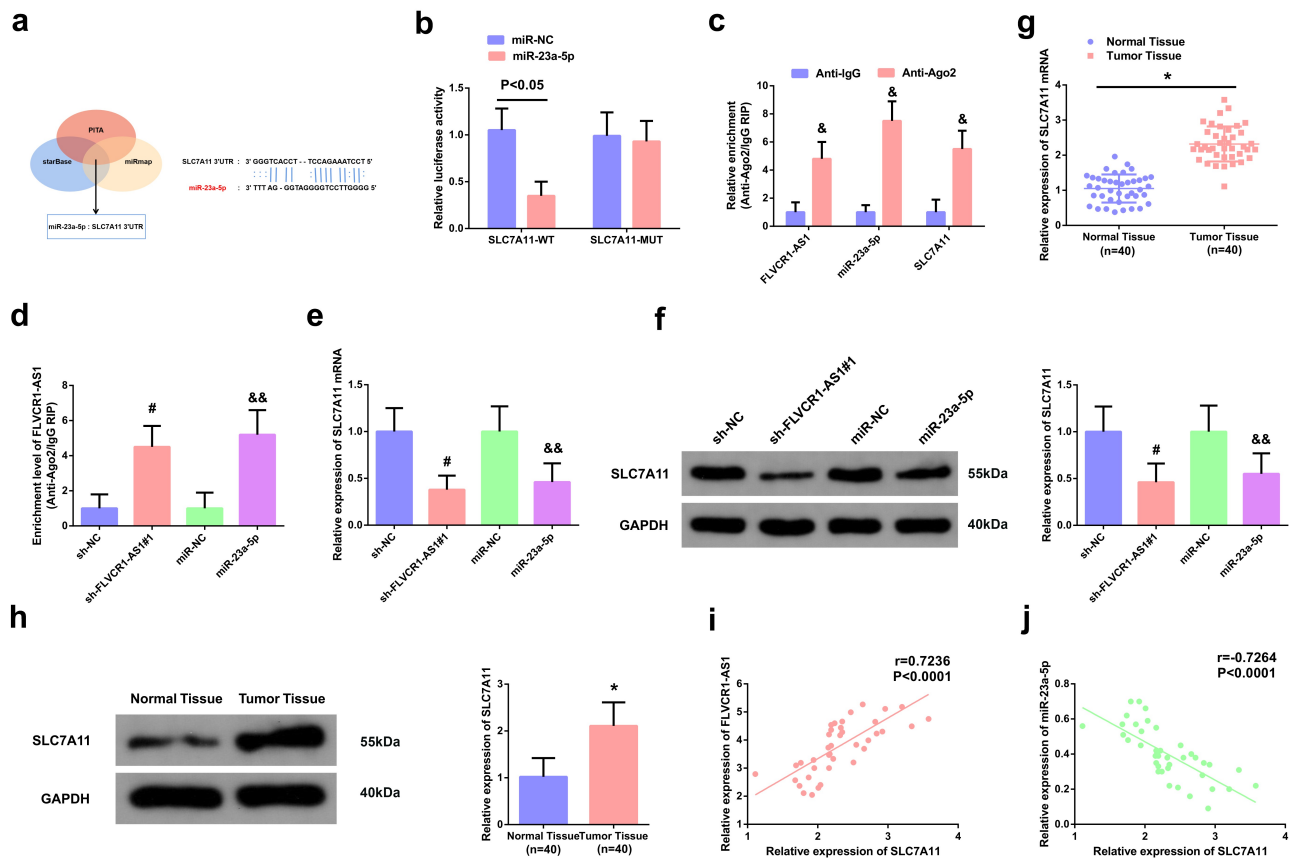 a
PITA
starBase
miRmap
miR-23a-5p : SLC7A11 3'UTR
SLC7A11 3'UTR : 3' GGGTCACCT - - TCCAGAAATCCT 5'
miR-23a-5p : 3' TTT AG - GGTAGGGGTCCTTGGGG 5'
b
miR-NC
miR-23a-5p
Relative luciferase activity
1.5
1.0
0.5
0.0
P<0.05
SLC7A11-WT
SLC7A11-MUT
c
Anti-IgG
Anti-Ago2
Relative enrichment
(Anti-Ago2/IgG RIP)
10
8
6
4
2
0
&
&
&
FLVCR1-AS1
miR-23a-5p
SLC7A11
g
Normal Tissue
Tumor Tissue
Relative expression of SLC7A11 mRNA
4
3
2
1
0
*
Normal Tissue
(n=40)
Tumor Tissue
(n=40)
d
Enrichment level of FLVCR1-AS1
(Anti-Ago2/IgG RIP)
8
6
4
2
0
#
&&
sh-NC
sh-FLVCR1-AS1#1
miR-NC
miR-23a-5p
e
Relative expression of SLC7A11 mRNA
1.5
1.0
0.5
0.0
#
&&
sh-NC
sh-FLVCR1-AS1#1
miR-NC
miR-23a-5p
f
sh-NC
sh-FLVCR1-AS1#1
miR-NC
miR-23a-5p
SLC7A11
55kDa
GAPDH
40kDa
Relative expression of SLC7A11
1.5
1.0
0.5
0.0
#
&&
sh-NC
sh-FLVCR1-AS1#1
miR-NC
miR-23a-5p
h
Normal Tissue
Tumor Tissue
SLC7A11
55kDa
GAPDH
40kDa
Relative expression of SLC7A11
3
2
1
0
*
Normal Tissue
(n=40)
Tumor Tissue
(n=40)
i
r=0.7236
P<0.0001
Relative expression of FLVCR1-AS1
6
5
4
3
2
1
1
2
3
4
Relative expression of SLC7A11
j
r=-0.7264
P<0.0001
Relative expression of miR-23a-5p
0.8
0.6
0.4
0.2
0.0
1
2
3
4
Relative expression of SLC7A11